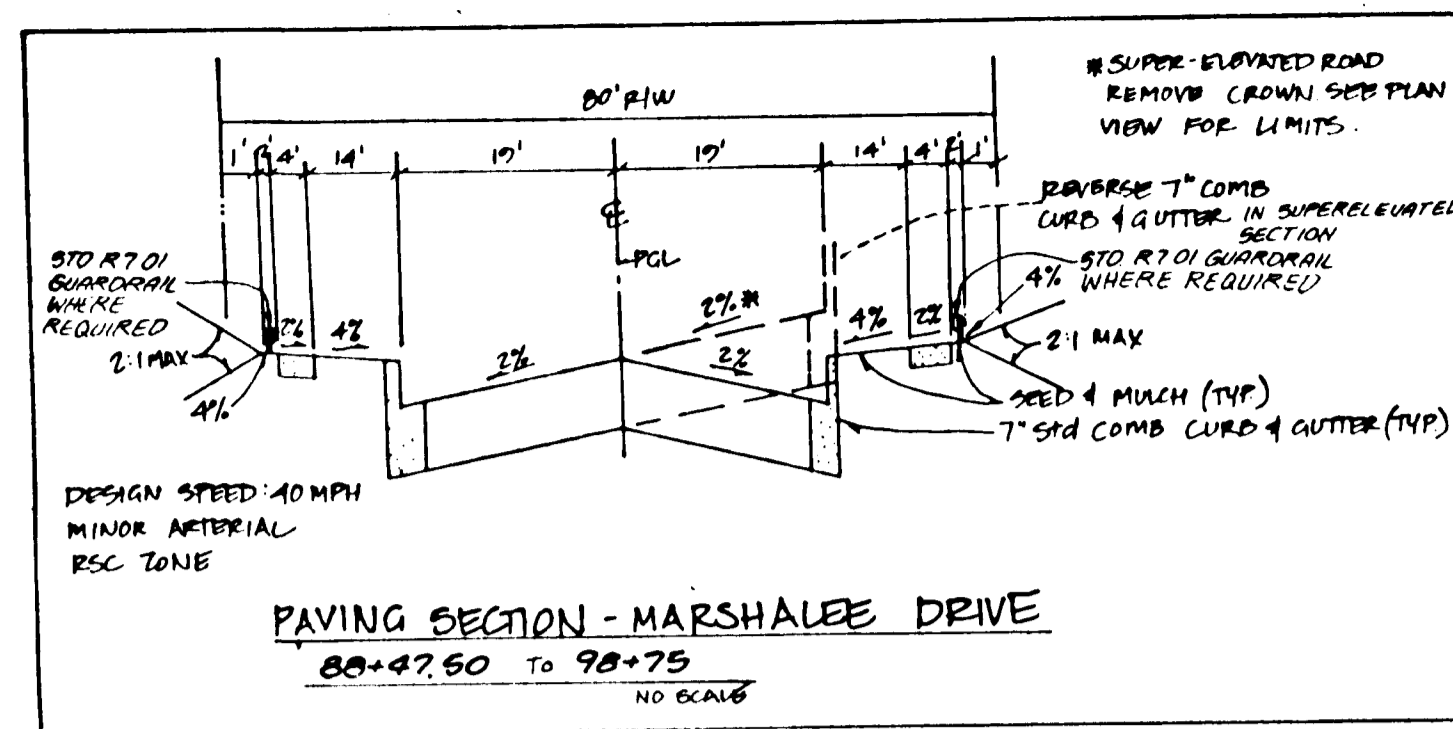 80' R/W
* SUPER-ELEVATED ROAD
REMOVE CROWN. SEE PLAN
VIEW FOR LIMITS.
1' 2' 4' 14' 19' 19' 14' 4' 2' 1'
REVERSE 7" COMB
CURB & GUTTER IN SUPERELEVATED
SECTION
℄
PGL
STD R7.01
GUARDRAIL
WHERE
REQUIRED
STD. R7.01 GUARDRAIL
WHERE REQUIRED
4%
2% 4% 2% 2% * 2% 4% 2%
2:1 MAX
2:1 MAX
4%
SEED & MULCH (TYP.)
7" Std COMB CURB & GUTTER (TYP.)
DESIGN SPEED: 40 MPH
MINOR ARTERIAL
RSC ZONE
PAVING SECTION - MARSHALEE DRIVE
88+47.50 TO 98+75
NO SCALE